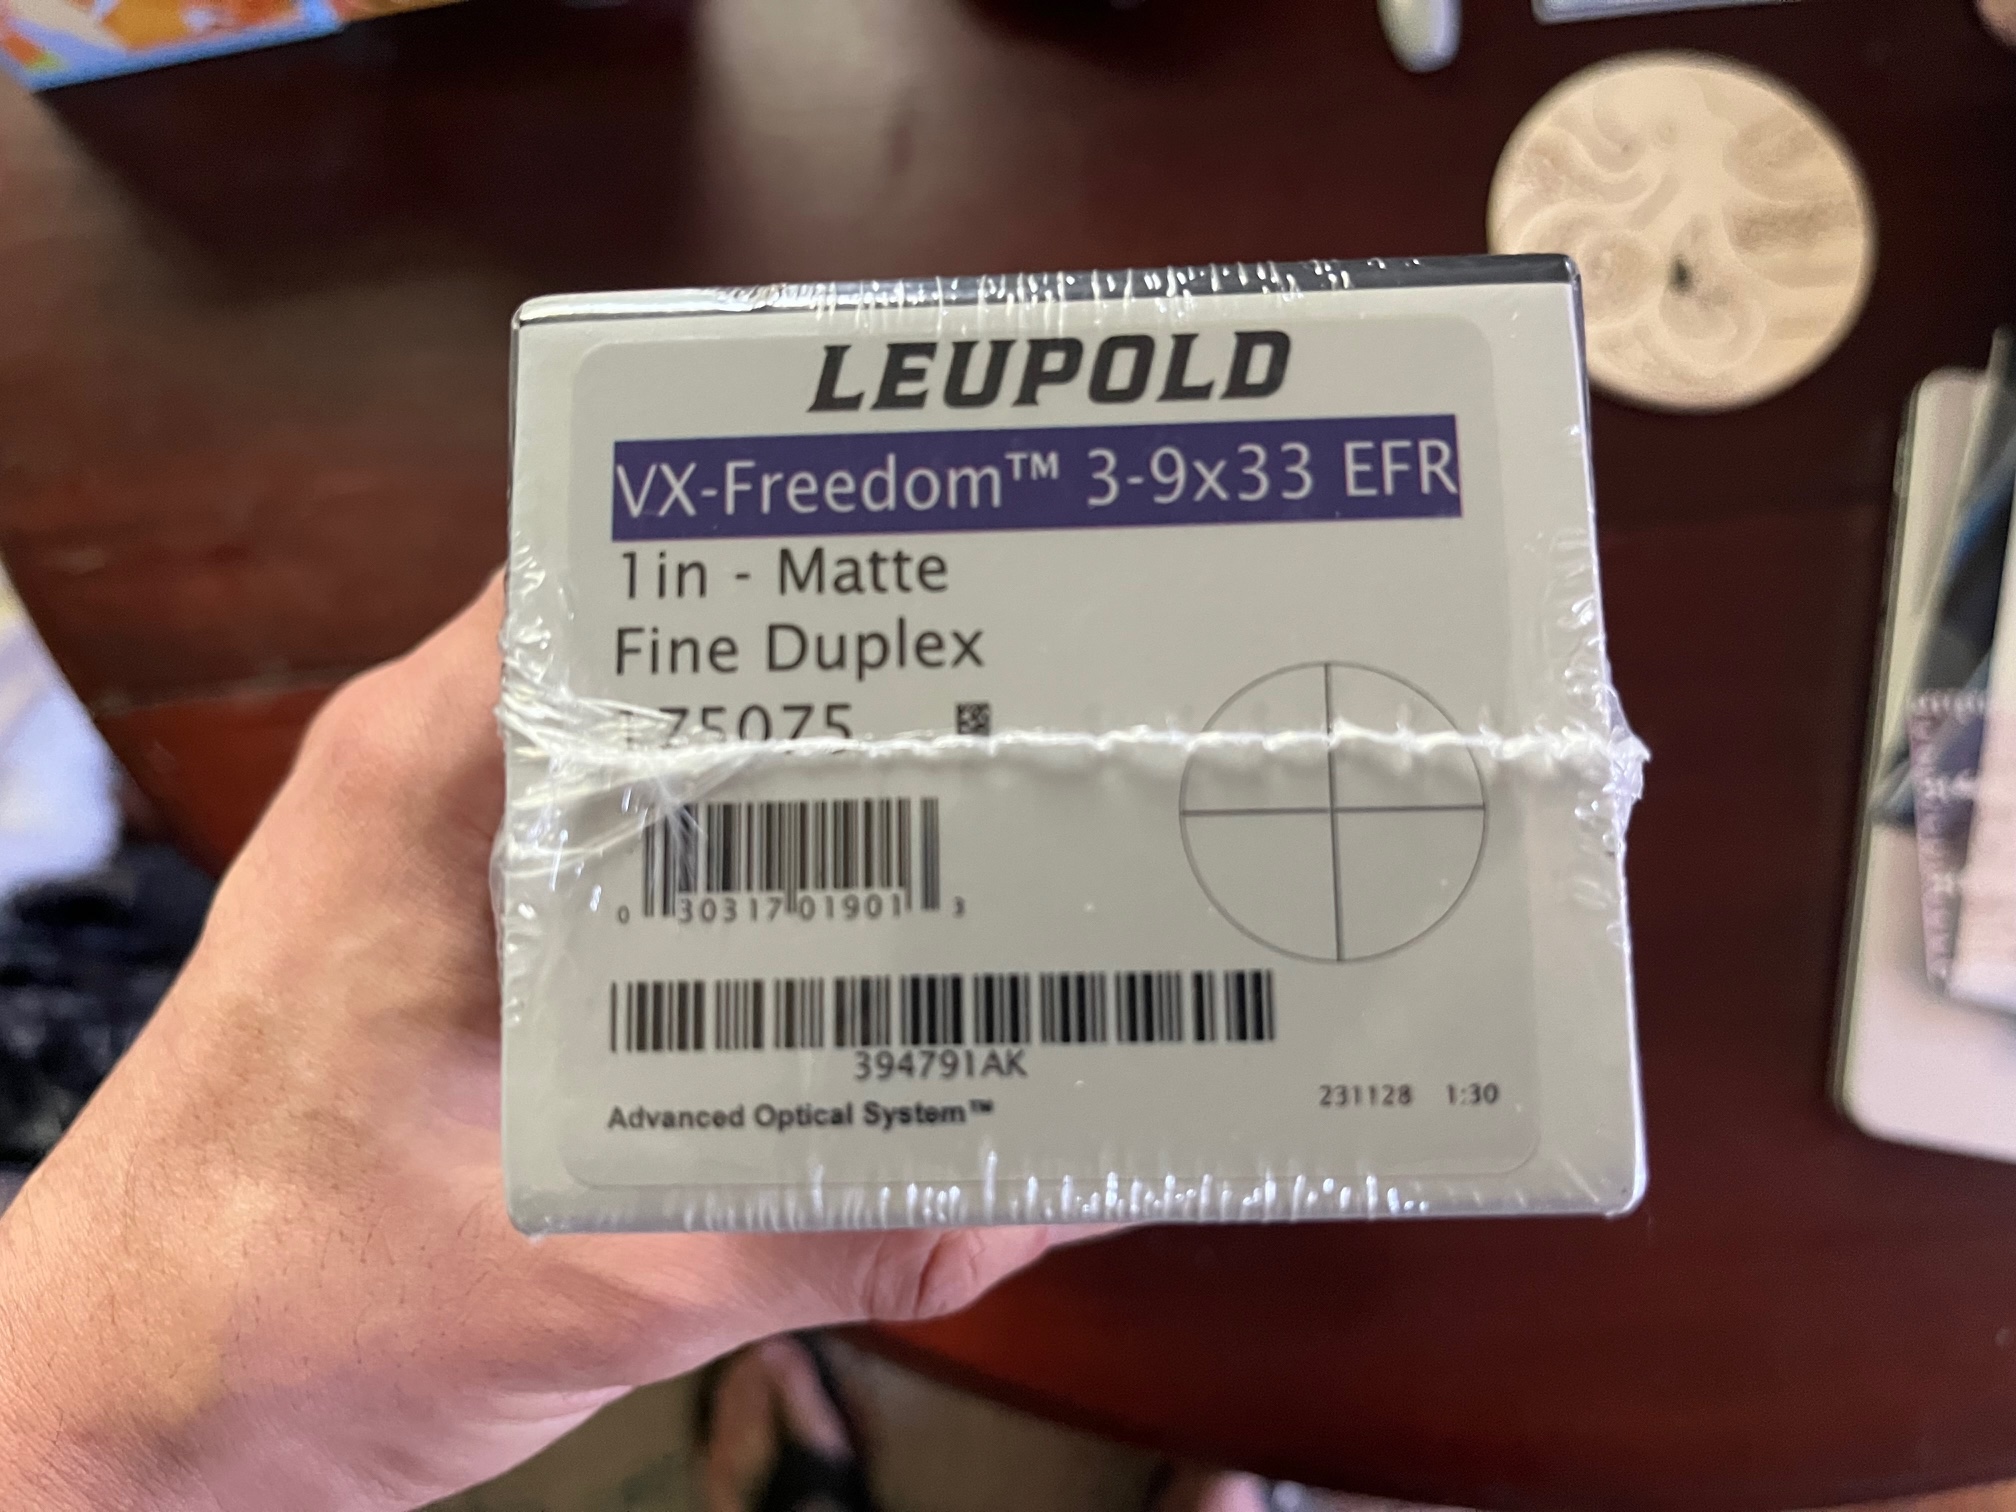 LEUPOLD
VX-Freedom™ 3-9x33 EFR
1in - Matte
Fine Duplex
175075
0 30317 01901 3
394791AK
Advanced Optical System™
231128 1:30